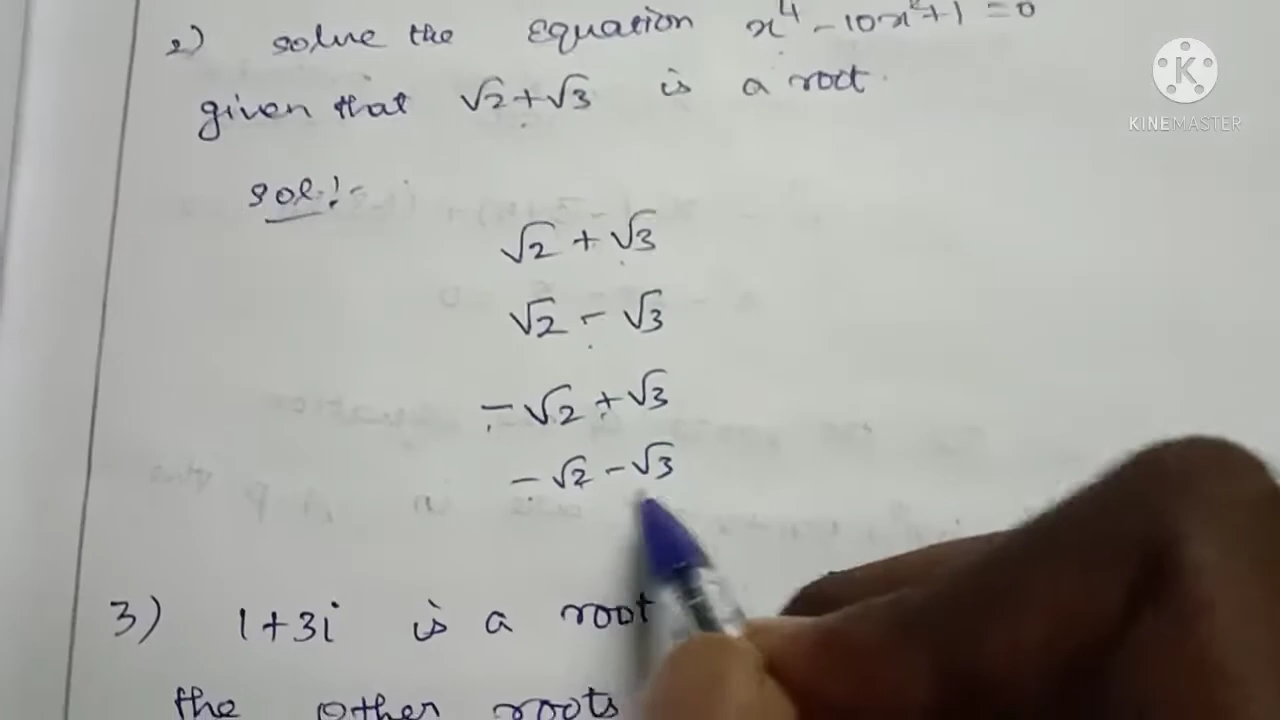 2) solve the Equation x⁴ - 10x² + 1 = 0
given that √2 + √3 is a root.
KINEMASTER
sol:-
√2 + √3
√2 - √3
- √2 + √3
- √2 - √3
3) 1+3i is a root
the other roots